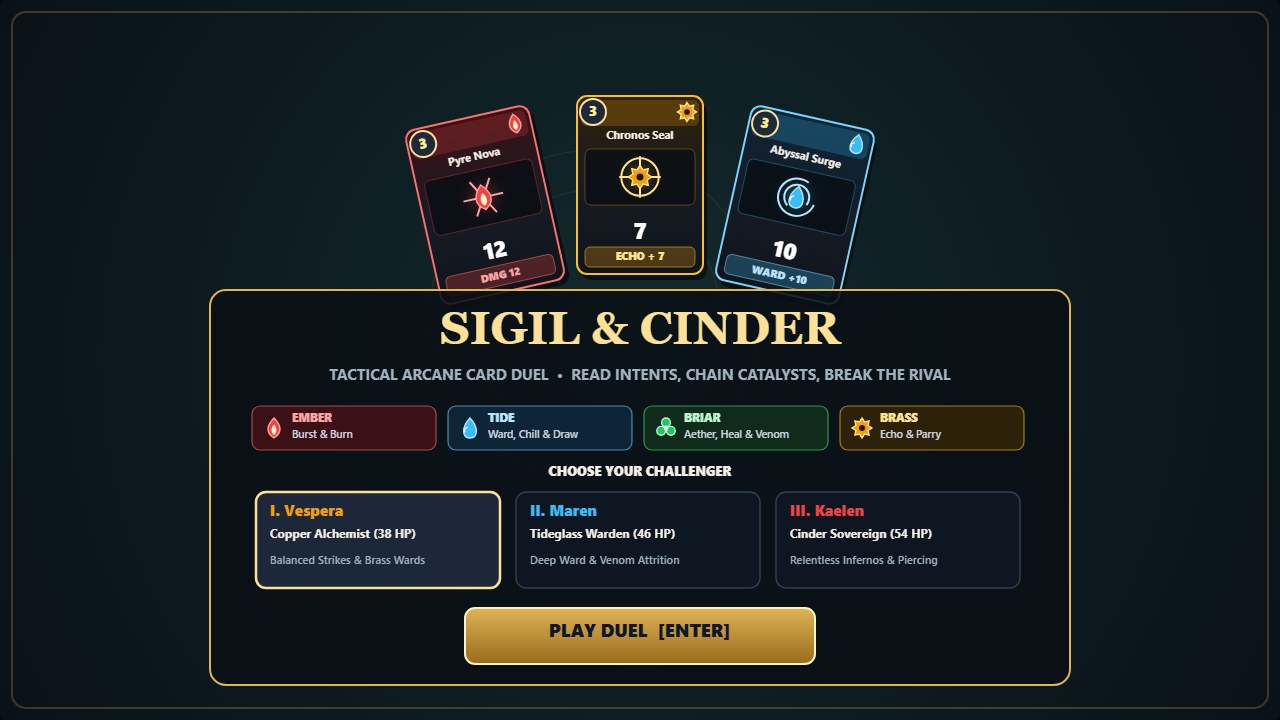 3
Pyre Nova
12
DMG 12
3
Chronos Seal
7
ECHO + 7
3
Abyssal Surge
10
WARD +10
SIGIL & CINDER
TACTICAL ARCANE CARD DUEL • READ INTENTS, CHAIN CATALYSTS, BREAK THE RIVAL
EMBER
Burst & Burn
TIDE
Ward, Chill & Draw
BRIAR
Aether, Heal & Venom
BRASS
Echo & Parry
CHOOSE YOUR CHALLENGER
I. Vespera
Copper Alchemist (38 HP)
Balanced Strikes & Brass Wards
II. Maren
Tideglass Warden (46 HP)
Deep Ward & Venom Attrition
III. Kaelen
Cinder Sovereign (54 HP)
Relentless Infernos & Piercing
PLAY DUEL [ENTER]